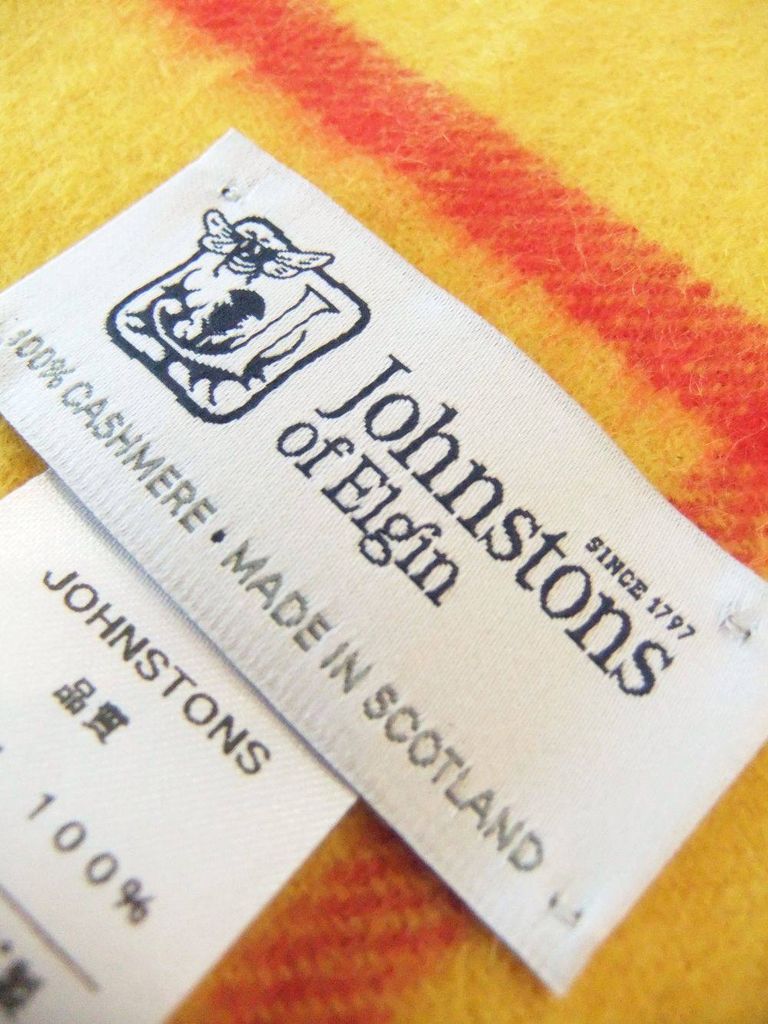 SINCE 1797
Johnstons
of Elgin
100% CASHMERE • MADE IN SCOTLAND
JOHNSTONS
品質
100%